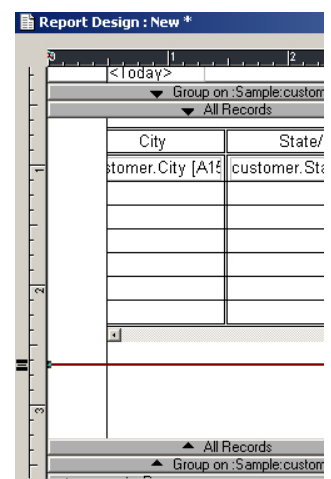 Report Design : New *
1 2
<Today>
Group on :Sample:custom
All Records
City State/
stomer.City [A15 customer.Sta
1
2
3
All Records
Group on :Sample:custom